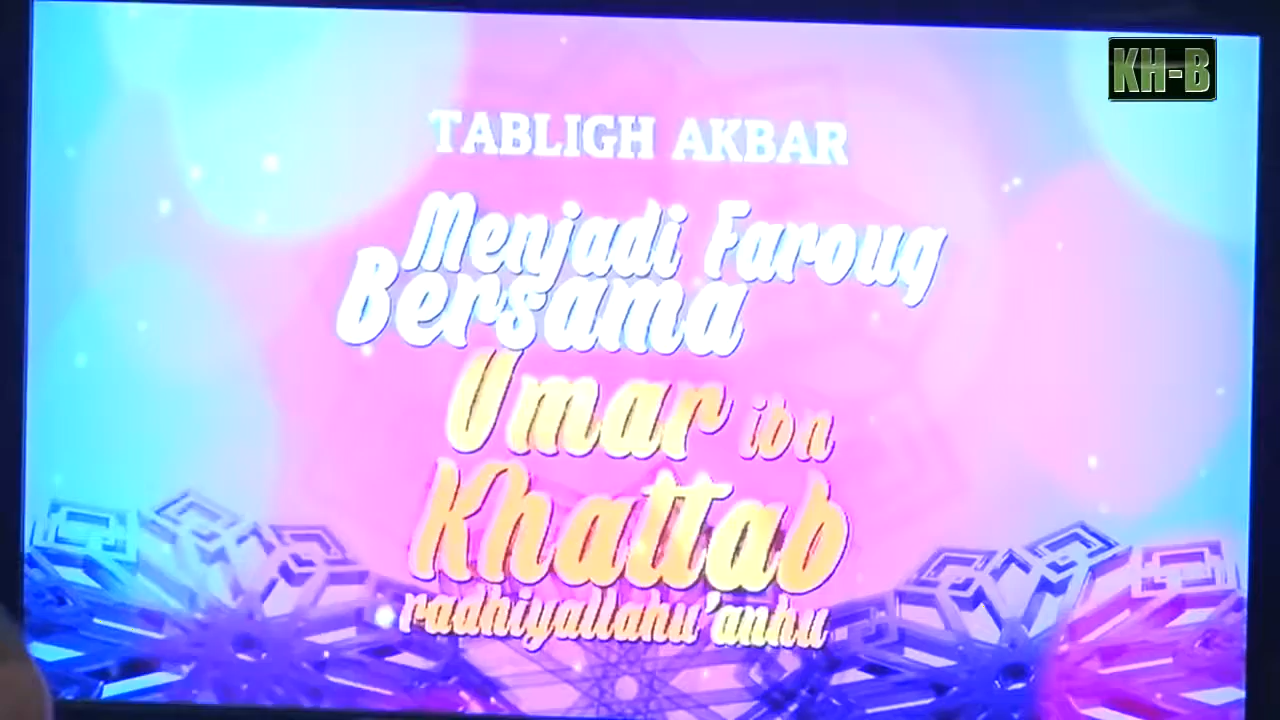 KH-B
TABLIGH AKBAR
Menjadi Farouq
Bersama
Umar ibn
Khattab
radhiyallahu'anhu